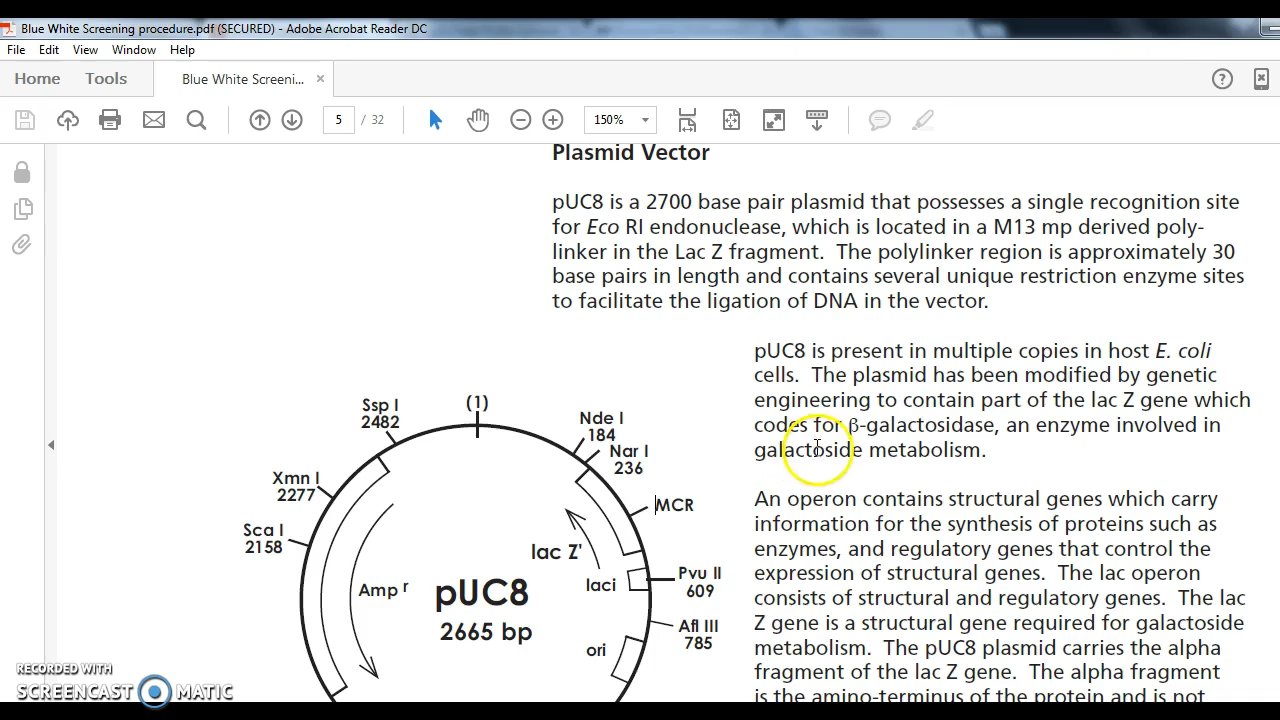 Blue White Screening procedure.pdf (SECURED) - Adobe Acrobat Reader DC
File Edit View Window Help
Home Tools Blue White Screeni... ×
5 / 32 150%
Plasmid Vector
pUC8 is a 2700 base pair plasmid that possesses a single recognition site
for Eco RI endonuclease, which is located in a M13 mp derived poly-
linker in the Lac Z fragment. The polylinker region is approximately 30
base pairs in length and contains several unique restriction enzyme sites
to facilitate the ligation of DNA in the vector.
pUC8 is present in multiple copies in host E. coli
cells. The plasmid has been modified by genetic
engineering to contain part of the lac Z gene which
codes for β-galactosidase, an enzyme involved in
galactoside metabolism.
An operon contains structural genes which carry
information for the synthesis of proteins such as
enzymes, and regulatory genes that control the
expression of structural genes. The lac operon
consists of structural and regulatory genes. The lac
Z gene is a structural gene required for galactoside
metabolism. The pUC8 plasmid carries the alpha
fragment of the lac Z gene. The alpha fragment
is the amino-terminus of the protein and is not
(1)
Ssp I
2482
Nde I
184
Nar I
236
Xmn I
2277
MCR
Sca I
2158
lac Z'
Pvu II
609
laci
Amp r
pUC8
2665 bp
Afl III
785
ori
RECORDED WITH
SCREENCAST MATIC